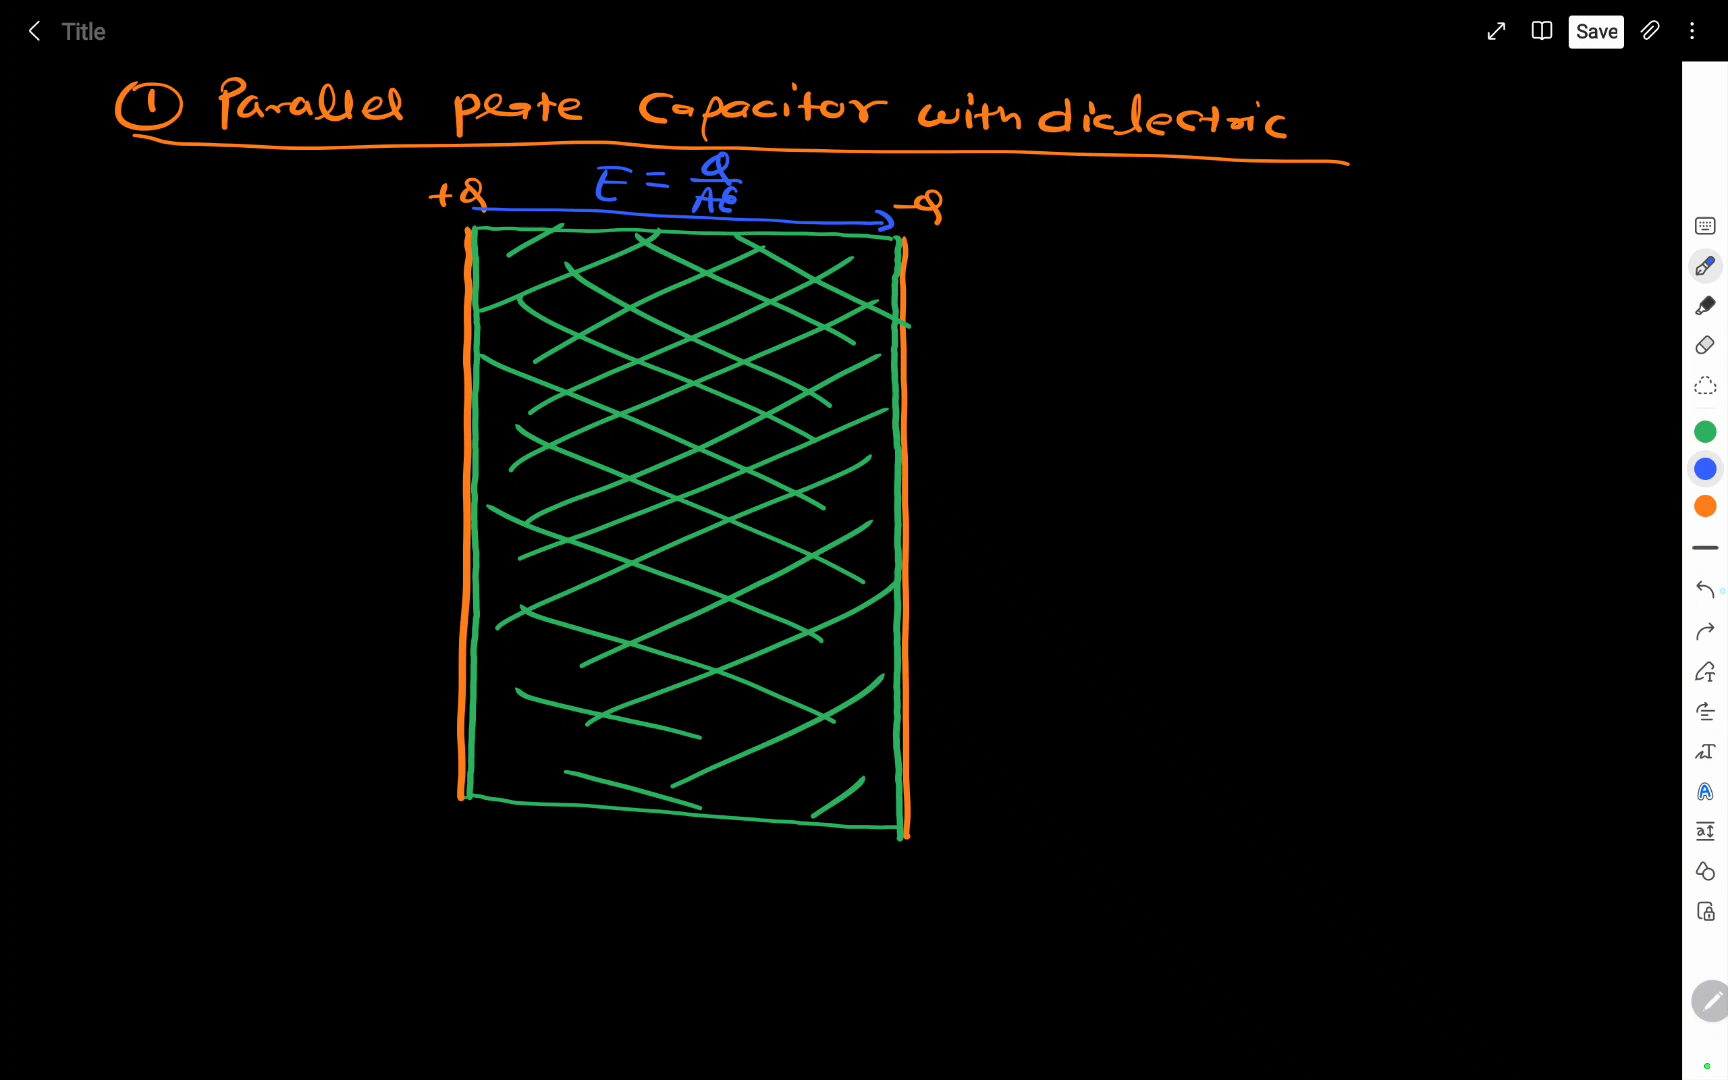 Title
Save
① Parallel plate Capacitor with dielectric
E = Q/Aϵ
+Q
-Q